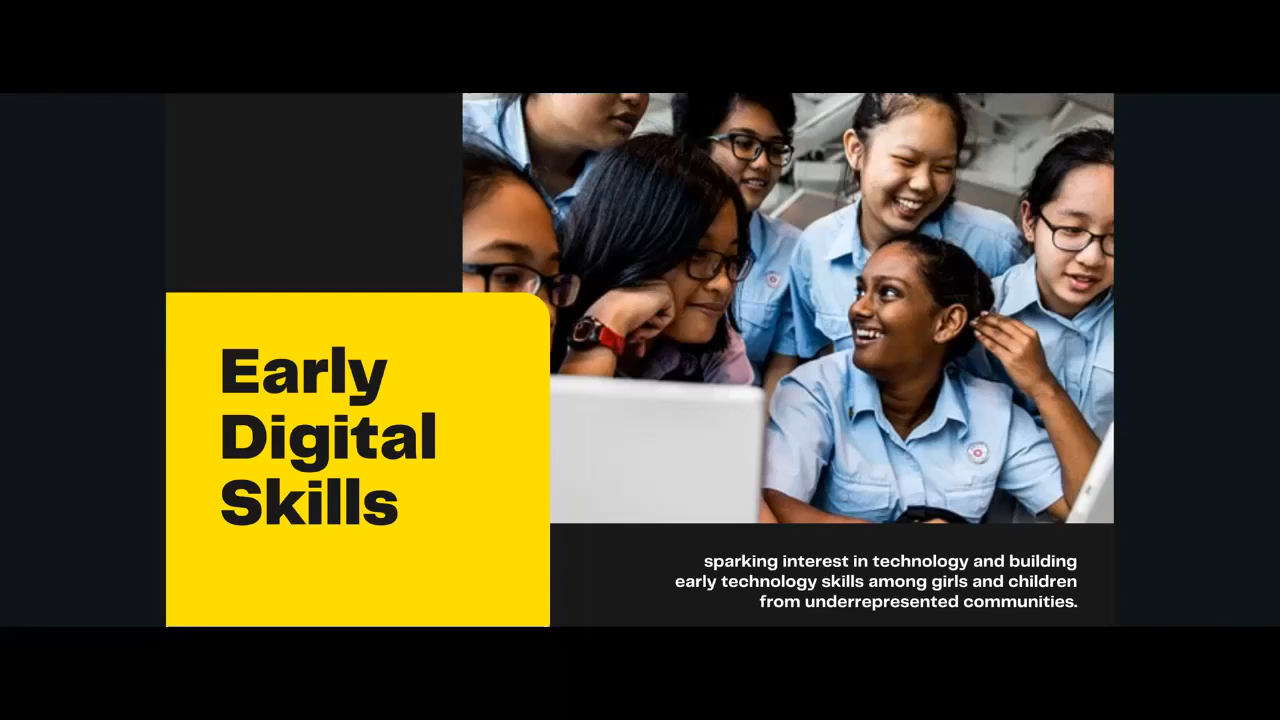 Early
Digital
Skills
sparking interest in technology and building
early technology skills among girls and children
from underrepresented communities.